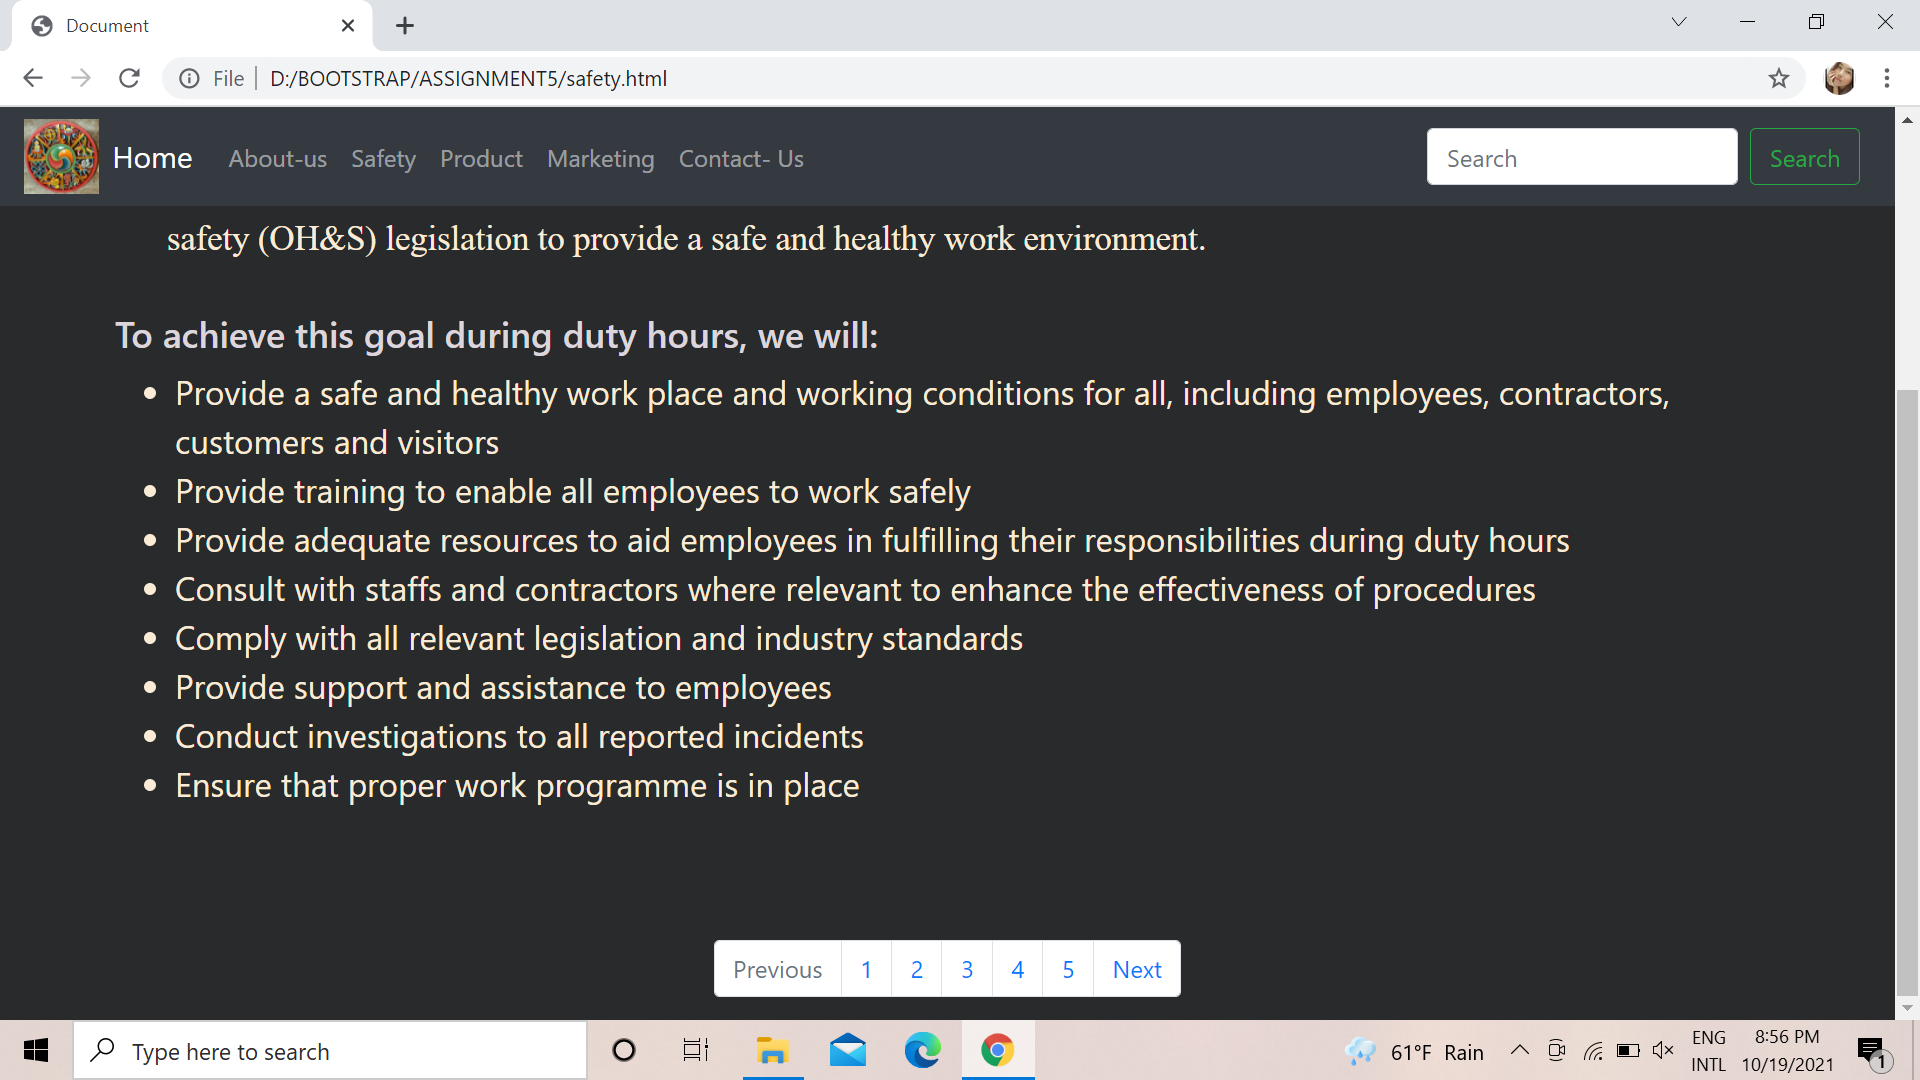 Document
File
D:/BOOTSTRAP/ASSIGNMENT5/safety.html
Home About-us Safety Product Marketing Contact- Us
Search
Search
safety (OH&S) legislation to provide a safe and healthy work environment.
To achieve this goal during duty hours, we will:
Provide a safe and healthy work place and working conditions for all, including employees, contractors,
customers and visitors
Provide training to enable all employees to work safely
Provide adequate resources to aid employees in fulfilling their responsibilities during duty hours
Consult with staffs and contractors where relevant to enhance the effectiveness of procedures
Comply with all relevant legislation and industry standards
Provide support and assistance to employees
Conduct investigations to all reported incidents
Ensure that proper work programme is in place
Previous 1 2 3 4 5 Next
Type here to search
61°F Rain
ENG
INTL
8:56 PM
10/19/2021
1